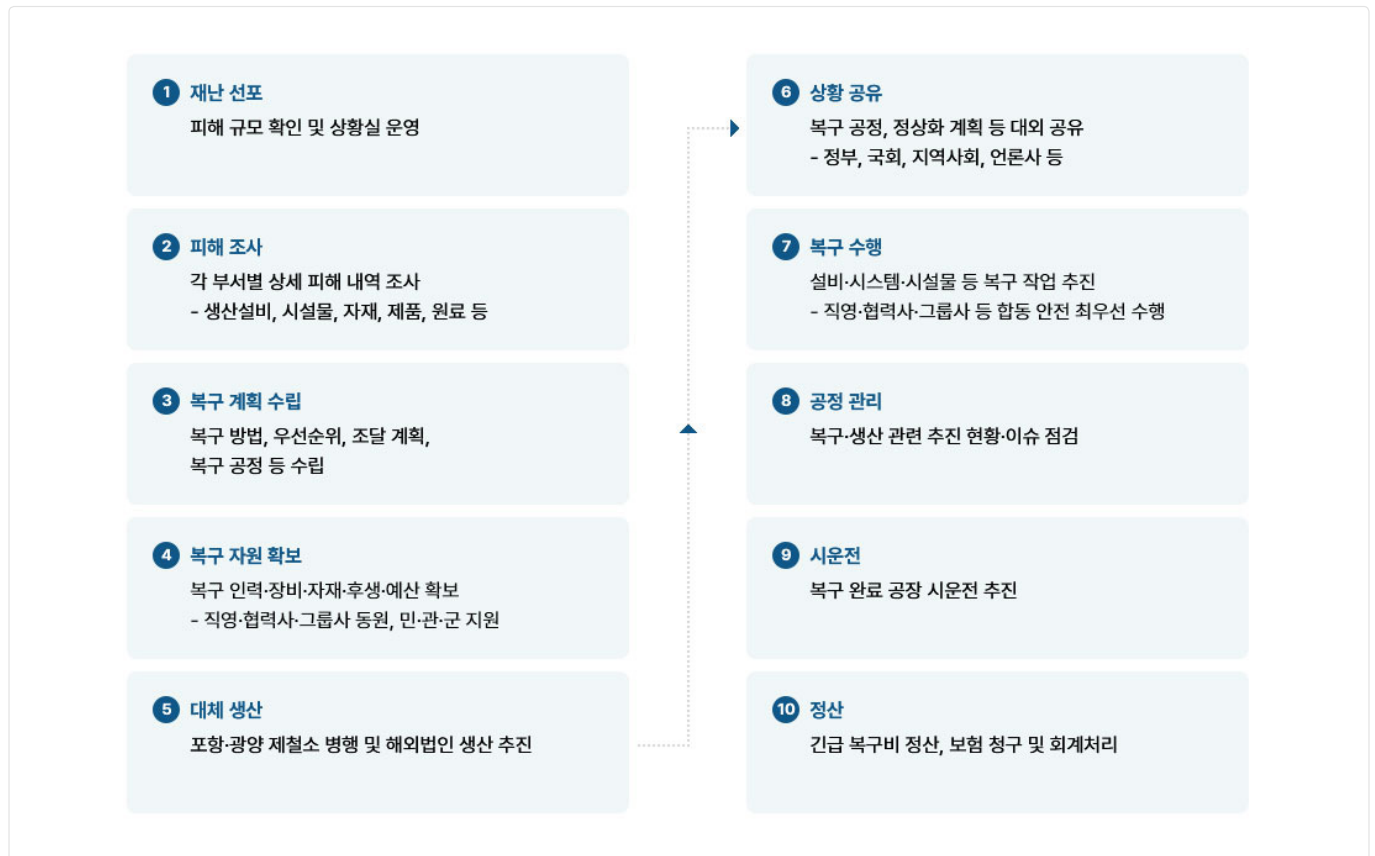 1 재난 선포
피해 규모 확인 및 상황실 운영
2 피해 조사
각 부서별 상세 피해 내역 조사
- 생산설비, 시설물, 자재, 제품, 원료 등
3 복구 계획 수립
복구 방법, 우선순위, 조달 계획,
복구 공정 등 수립
4 복구 자원 확보
복구 인력·장비·자재·후생·예산 확보
- 직영·협력사·그룹사 동원, 민·관·군 지원
5 대체 생산
포항·광양 제철소 병행 및 해외법인 생산 추진
6 상황 공유
복구 공정, 정상화 계획 등 대외 공유
- 정부, 국회, 지역사회, 언론사 등
7 복구 수행
설비·시스템·시설물 등 복구 작업 추진
- 직영·협력사·그룹사 등 합동 안전 최우선 수행
8 공정 관리
복구·생산 관련 추진 현황·이슈 점검
9 시운전
복구 완료 공장 시운전 추진
10 정산
긴급 복구비 정산, 보험 청구 및 회계처리